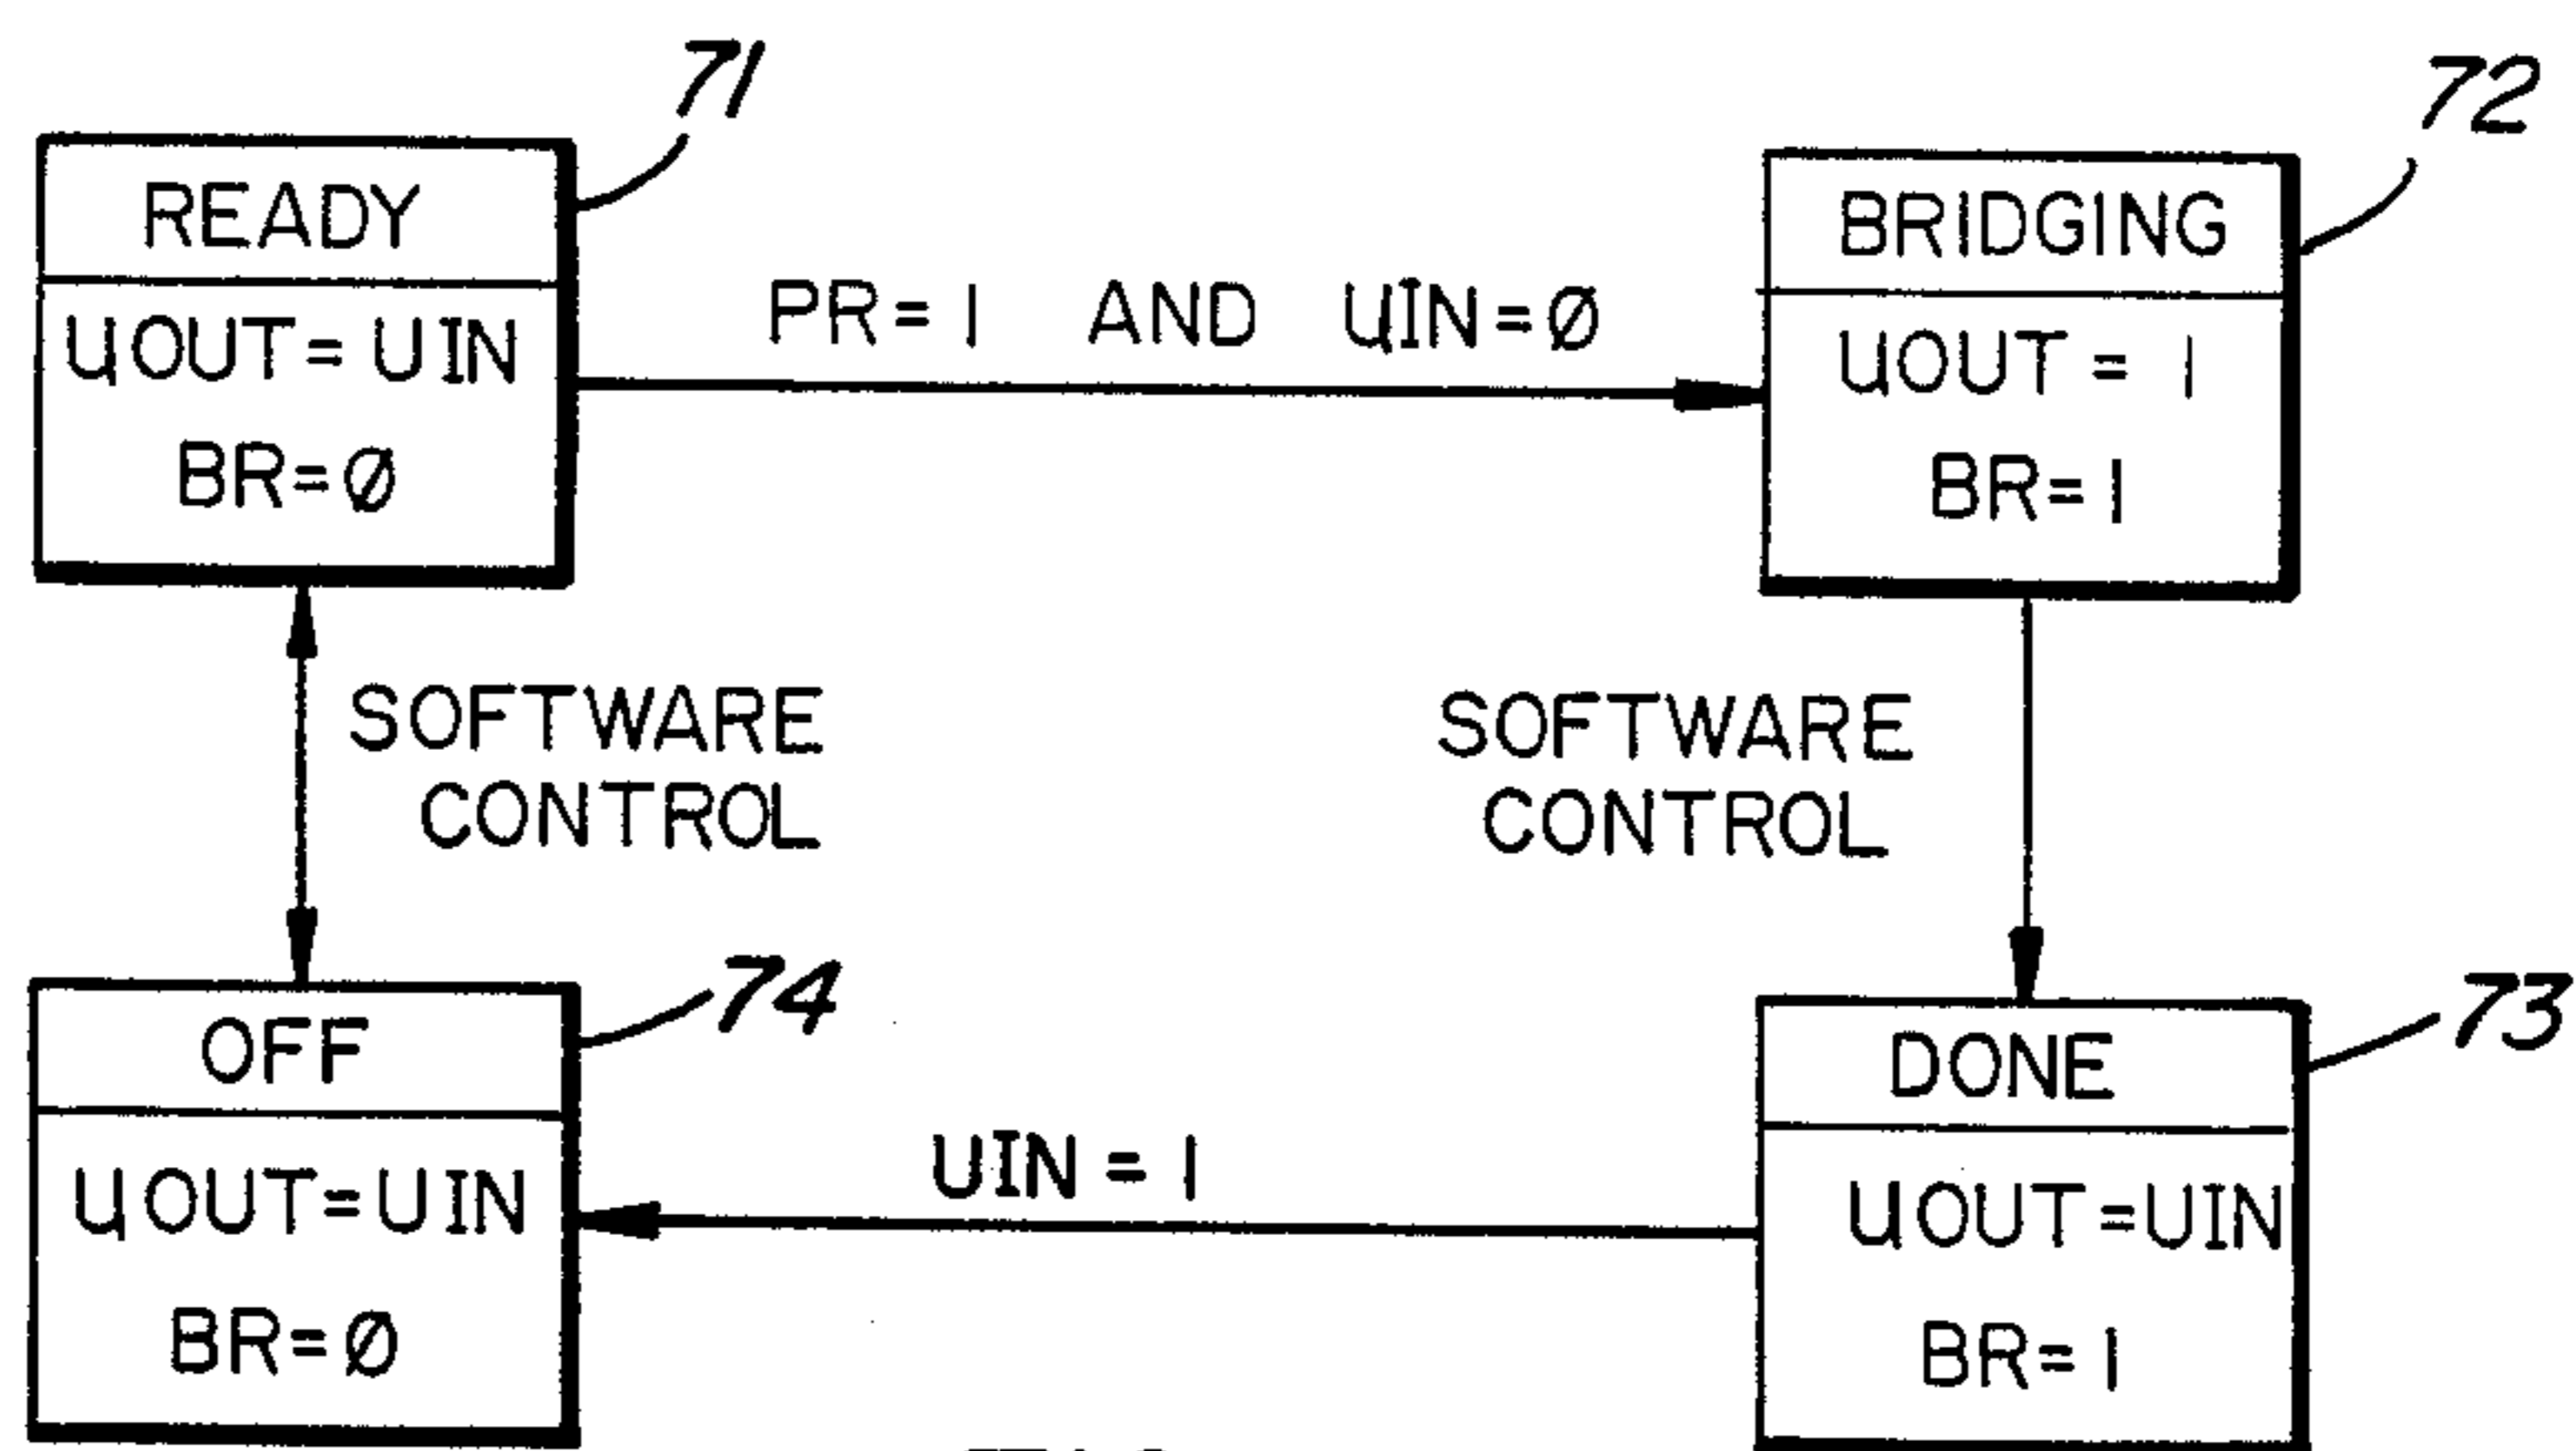 71
READY
UOUT = UIN
BR=Ø
PR = 1 AND UIN=Ø
72
BRIDGING
UOUT = 1
BR=1
SOFTWARE
CONTROL
SOFTWARE
CONTROL
74
OFF
UOUT=UIN
BR=Ø
UIN = 1
73
DONE
UOUT=UIN
BR=1